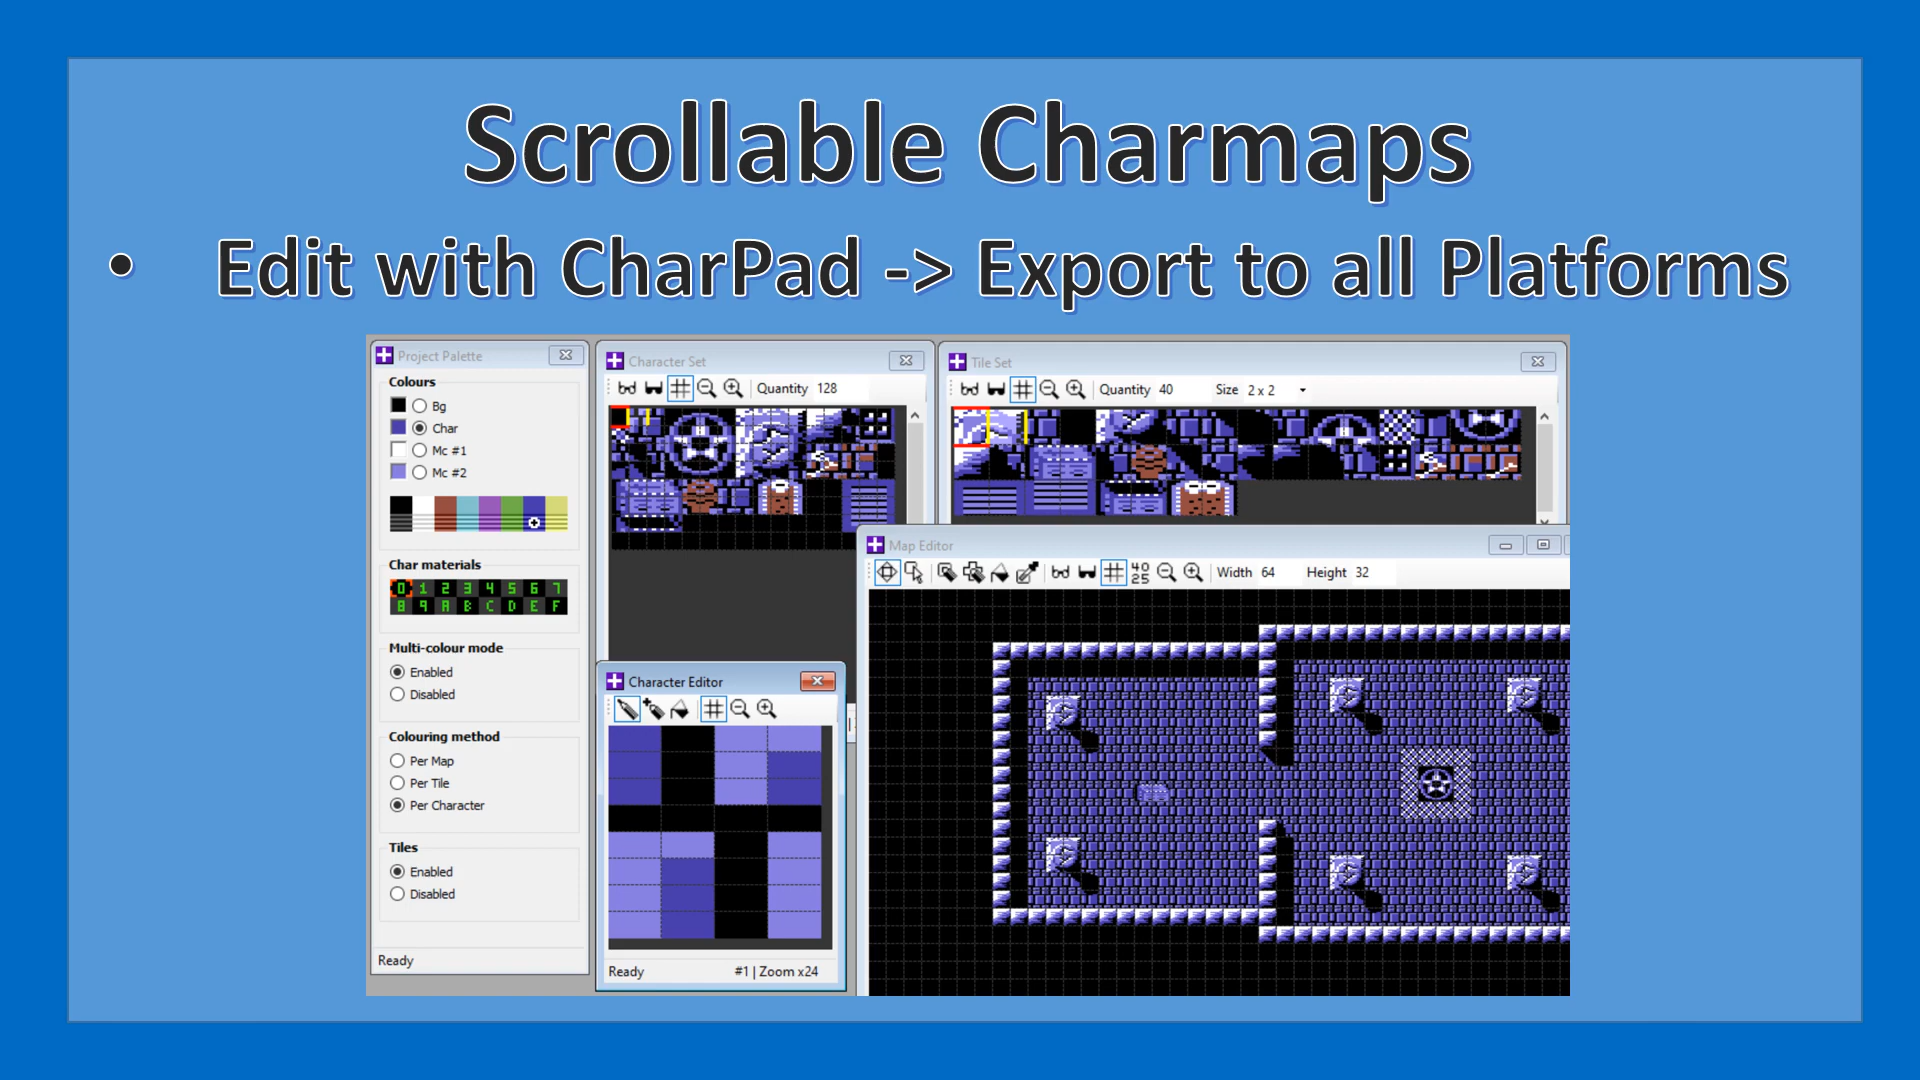 Scrollable Charmaps
• Edit with CharPad -> Export to all Platforms
Project Palette
Colours
Bg
Char
Mc #1
Mc #2
Char materials
0 1 2 3 4 5 6 7
8 9 A B C D E F
Multi-colour mode
Enabled
Disabled
Colouring method
Per Map
Per Tile
Per Character
Tiles
Enabled
Disabled
Ready
Character Set
Quantity 128
Tile Set
Quantity 40 Size 2 x 2
Character Editor
Ready #1 | Zoom x24
Map Editor
40
25
Width 64 Height 32